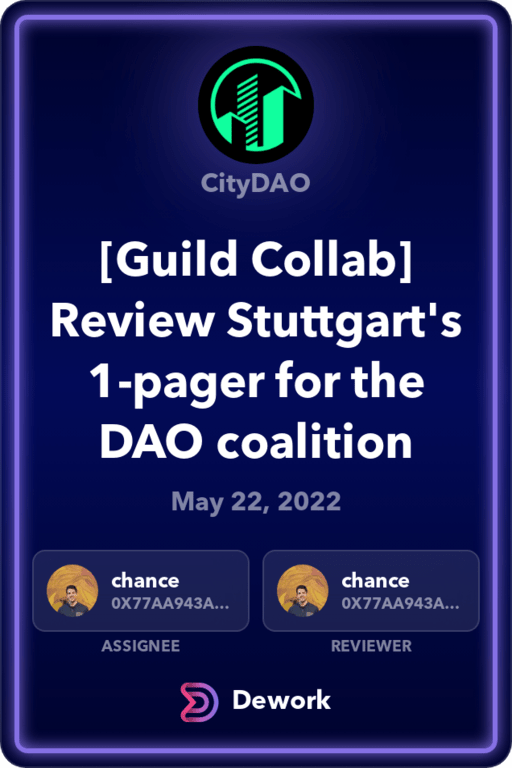 CityDAO
[Guild Collab]
Review Stuttgart's
1-pager for the
DAO coalition
May 22, 2022
chance
0X77AA943A...
chance
0X77AA943A...
ASSIGNEE
REVIEWER
Dework